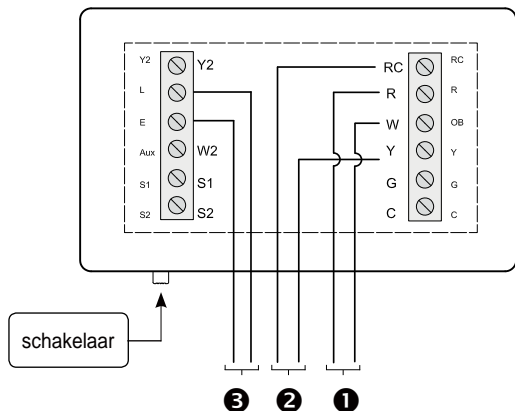 Y2 Y2 RC RC
L R R
E W OB
Aux W2 Y Y
S1 S1 G G
S2 S2 C C
schakelaar
❸ ❷ ❶